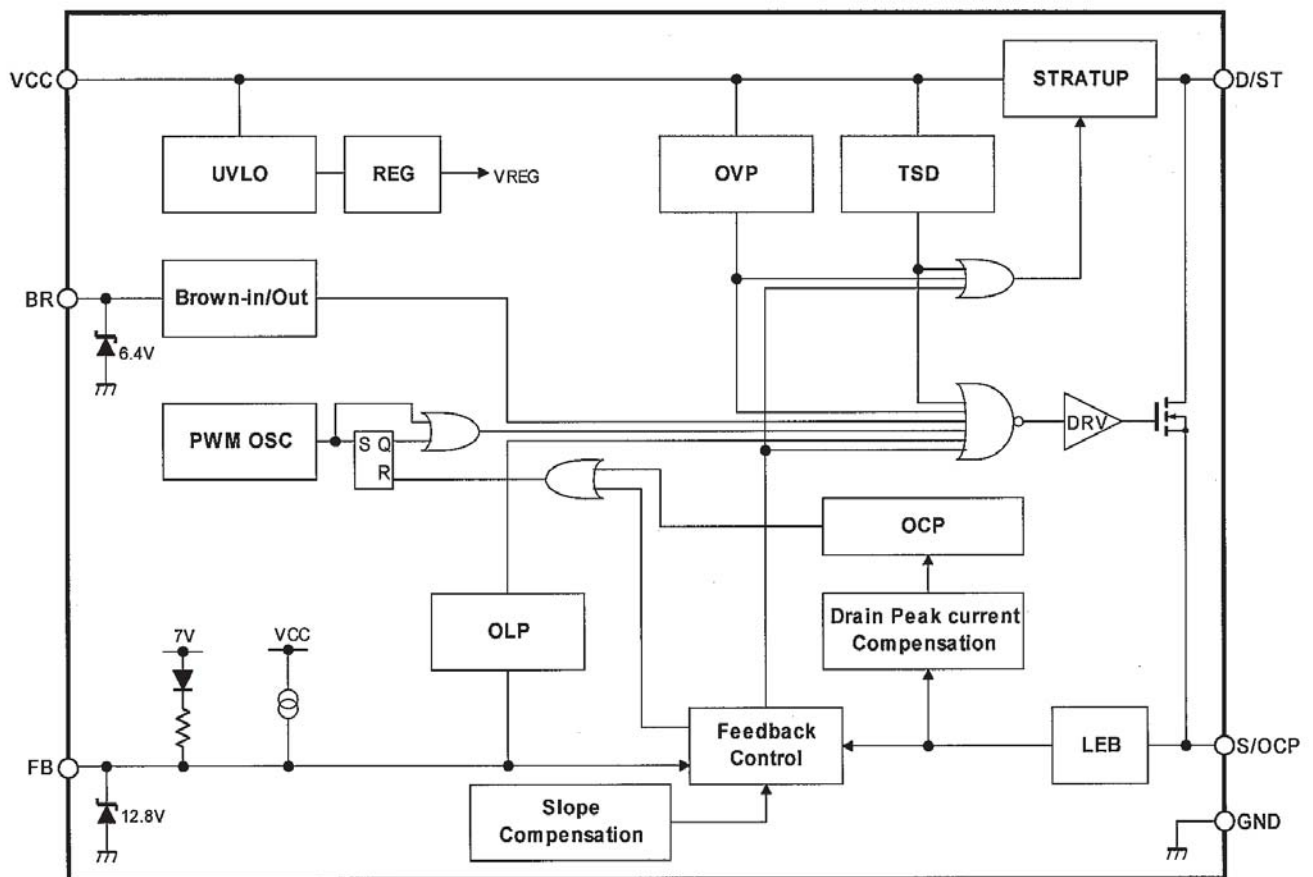 VCC
STRATUP
D/ST
UVLO
REG
VREG
OVP
TSD
BR
Brown-in/Out
6.4V
PWM OSC
S Q
R
DRV
OCP
OLP
Drain Peak current
Compensation
7V
VCC
Feedback
Control
LEB
S/OCP
FB
12.8V
Slope
Compensation
GND